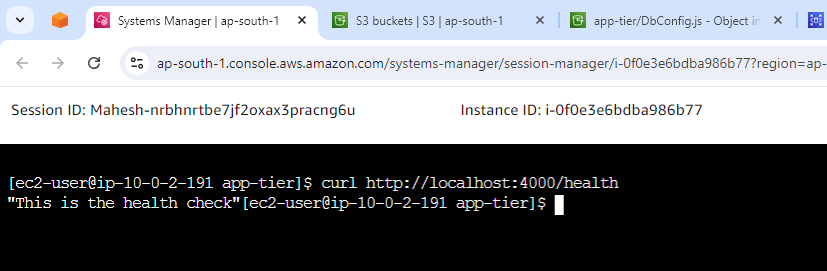 Systems Manager | ap-south-1
S3 buckets | S3 | ap-south-1
app-tier/DbConfig.js - Object in
ap-south-1.console.aws.amazon.com/systems-manager/session-manager/i-0f0e3e6bdba986b77?region=ap-
Session ID: Mahesh-nrbhnrtbe7jf2oxax3pracng6u
Instance ID: i-0f0e3e6bdba986b77
[ec2-user@ip-10-0-2-191 app-tier]$ curl http://localhost:4000/health
"This is the health check"[ec2-user@ip-10-0-2-191 app-tier]$